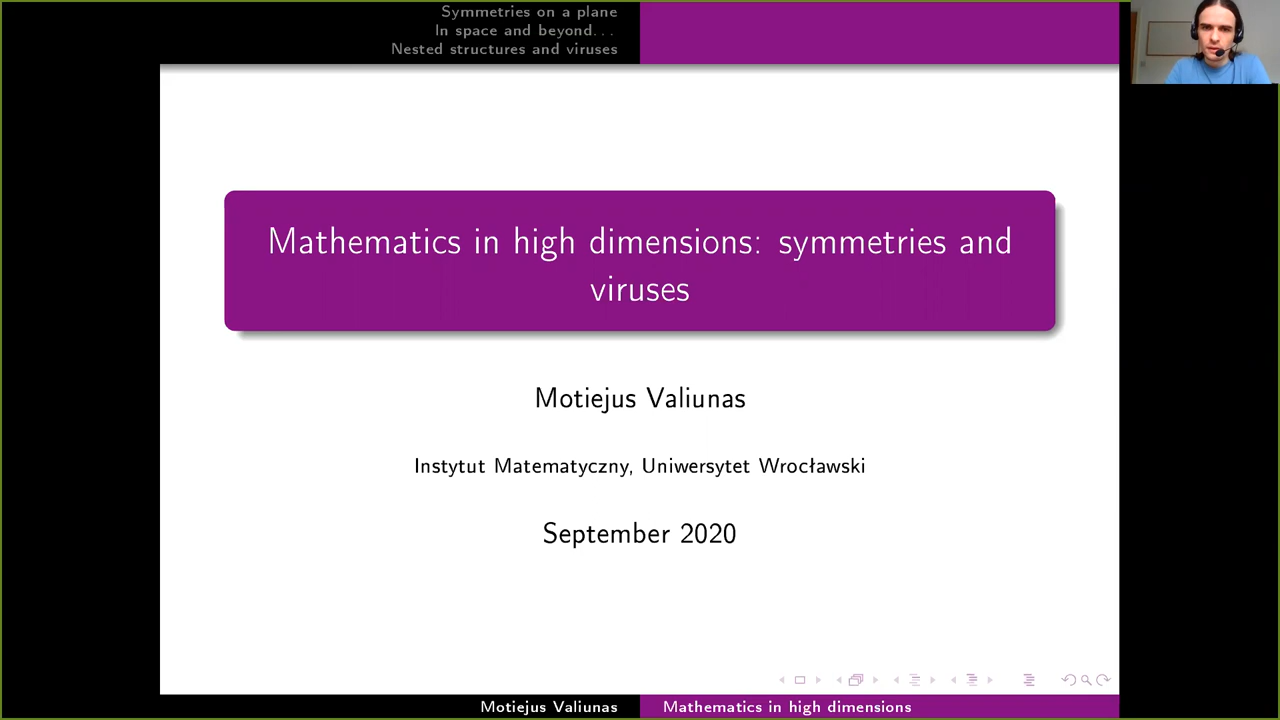 Symmetries on a plane
In space and beyond...
Nested structures and viruses
Mathematics in high dimensions: symmetries and
viruses
Motiejus Valiunas
Instytut Matematyczny, Uniwersytet Wrocławski
September 2020
Motiejus Valiunas
Mathematics in high dimensions